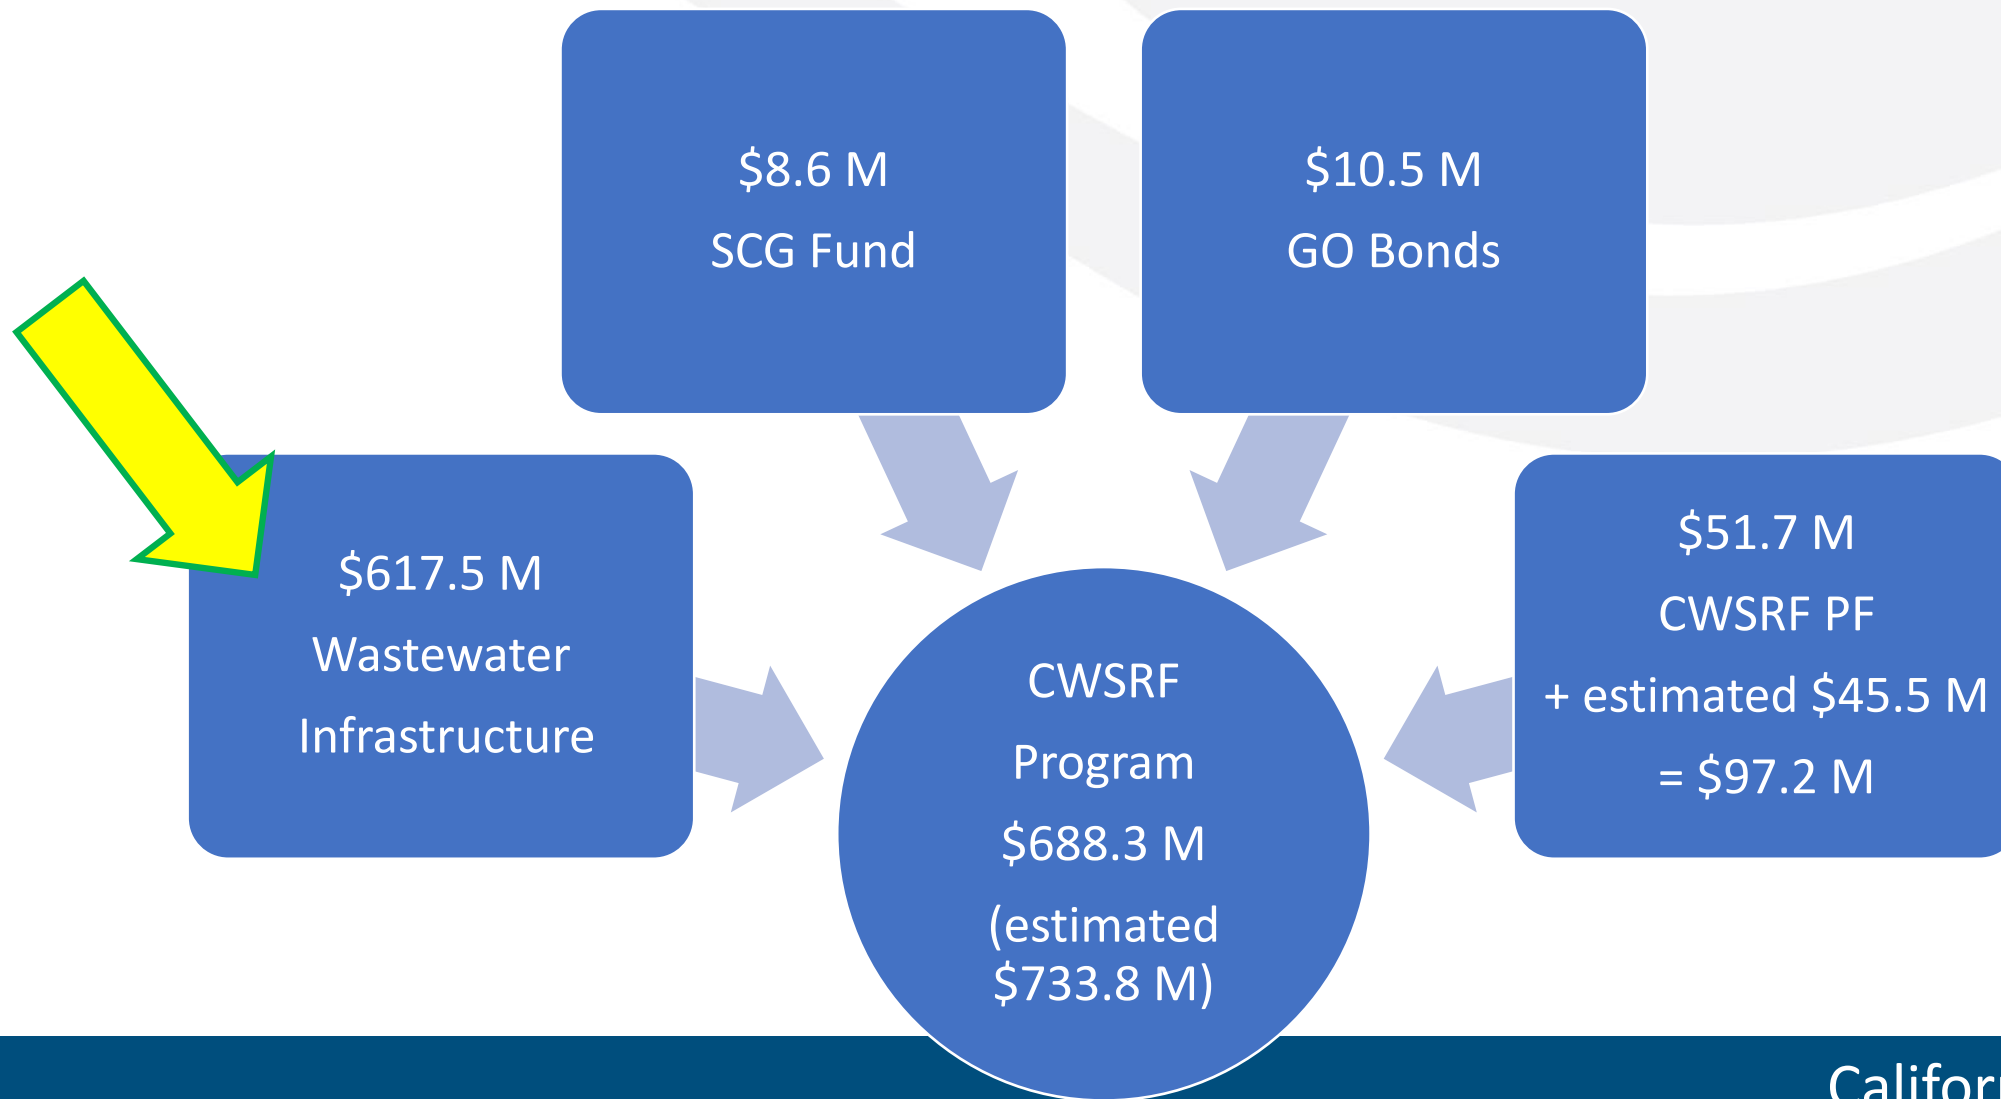 $8.6 M
SCG Fund
$10.5 M
GO Bonds
$617.5 M
Wastewater
Infrastructure
$51.7 M
CWSRF PF
+ estimated $45.5 M
= $97.2 M
CWSRF
Program
$688.3 M
(estimated
$733.8 M)